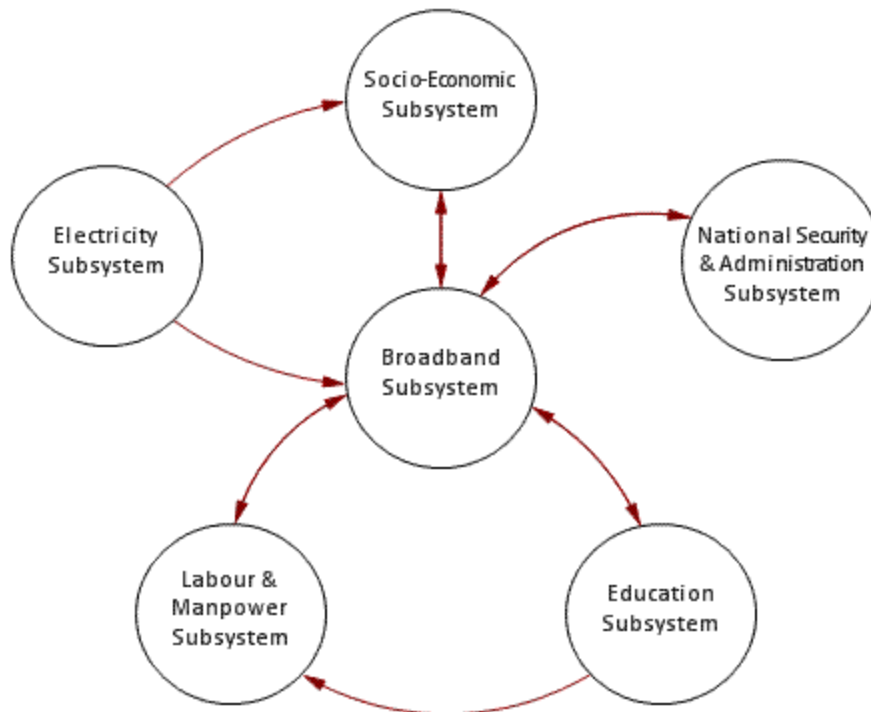 Socio-Economic
Subsystem
Electricity
Subsystem
National Security
& Administration
Subsystem
Broadband
Subsystem
Labour &
Manpower
Subsystem
Education
Subsystem